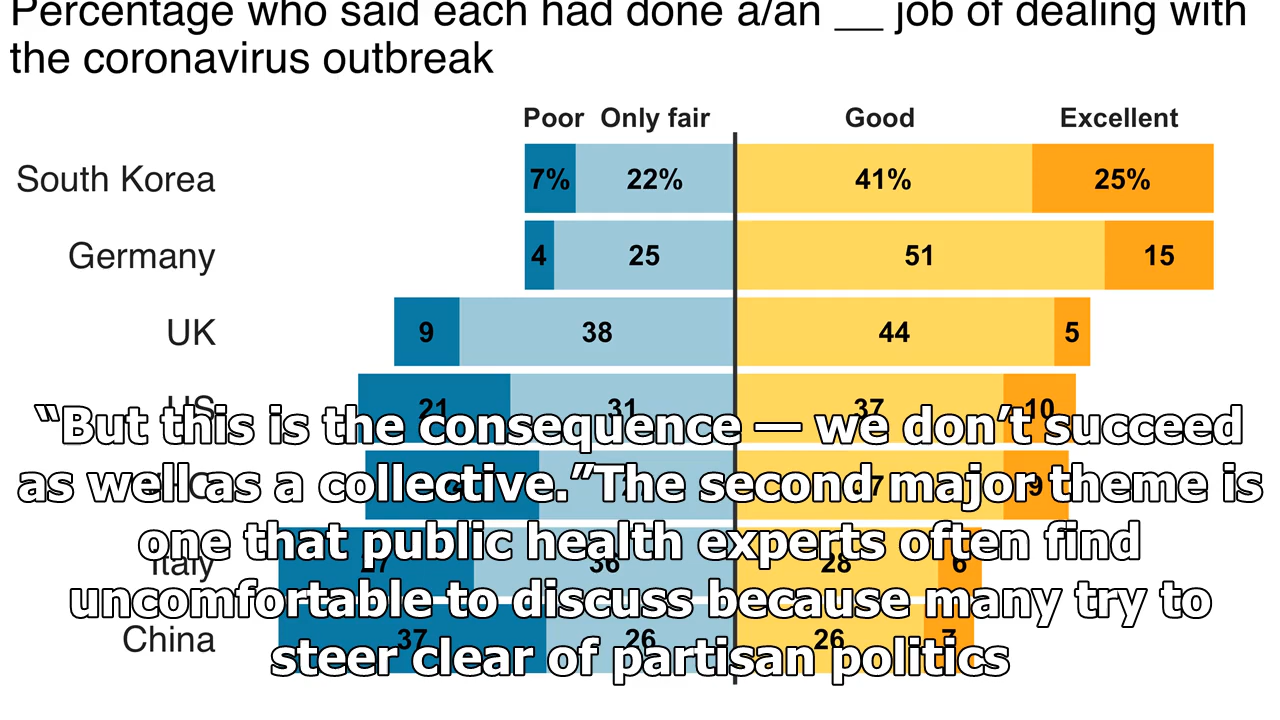 Percentage who said each had done a/an __ job of dealing with
the coronavirus outbreak
Poor Only fair Good Excellent
South Korea 7% 22% 41% 25%
Germany 4 25 51 15
UK 9 38 44 5
US 21 31 37 10
“But this is the consequence — we don’t succeed
as well as a collective.”The second major theme is
one that public health experts often find
Italy 27 36 28 6
uncomfortable to discuss because many try to
China 37 26 26 7
steer clear of partisan politics